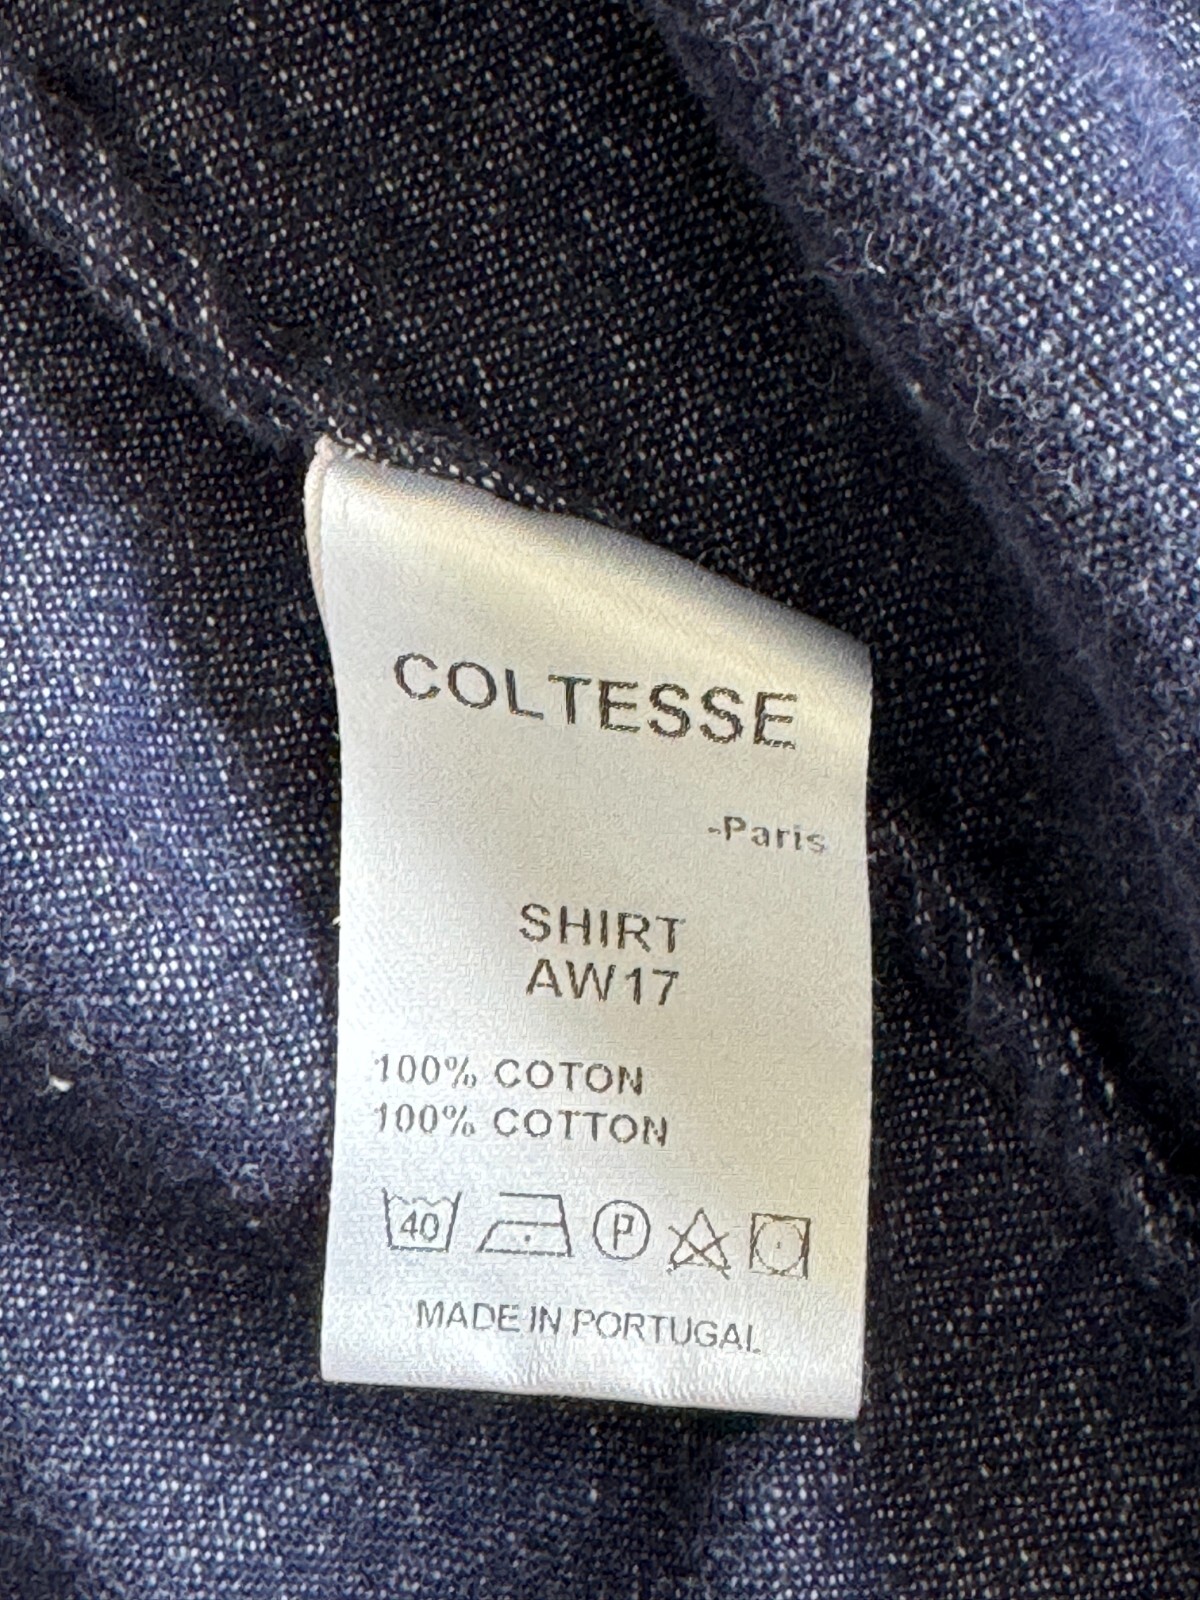 COLTESSE
-Paris
SHIRT
AW17
100% COTON
100% COTTON
40 P
MADE IN PORTUGAL